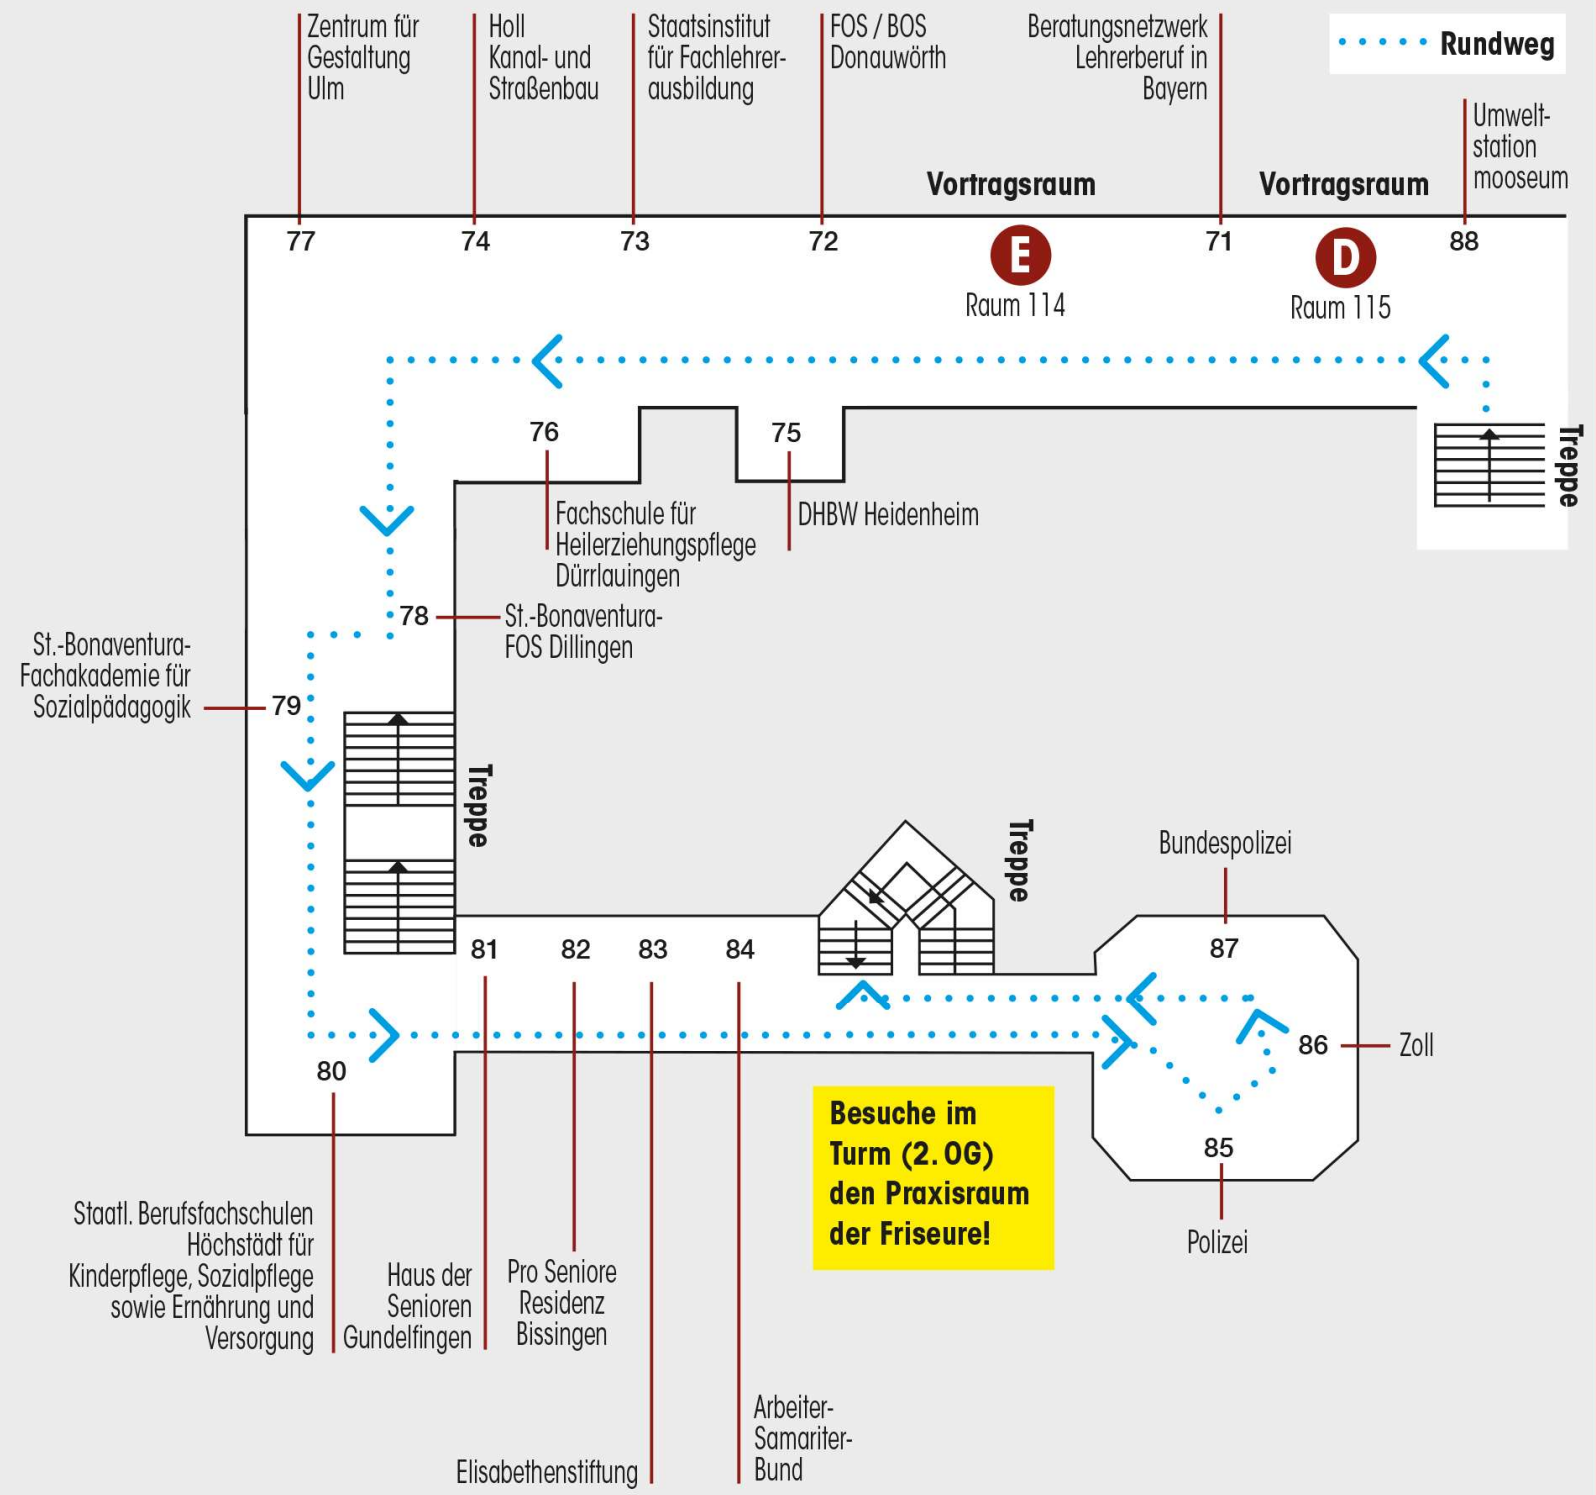 Zentrum für
Gestaltung
Ulm
Holl
Kanal- und
Straßenbau
Staatsinstitut
für Fachlehrer-
ausbildung
FOS / BOS
Donauwörth
Beratungsnetzwerk
Lehrerberuf in
Bayern
Rundweg
Umwelt-
station
mooseum
Vortragsraum
Vortragsraum
77
74
73
72
E
71
D
88
Raum 114
Raum 115
76
75
Treppe
Fachschule für
Heilerziehungspflege
Dürrlauingen
DHBW Heidenheim
78
St.-Bonaventura-
FOS Dillingen
St.-Bonaventura-
Fachakademie für
Sozialpädagogik
79
Treppe
Treppe
Bundespolizei
81
82
83
84
87
86
Zoll
80
85
Besuche im
Turm (2. OG)
den Praxisraum
der Friseure!
Polizei
Staatl. Berufsfachschulen
Höchstädt für
Kinderpflege, Sozialpflege
sowie Ernährung und
Versorgung
Haus der
Senioren
Gundelfingen
Pro Seniore
Residenz
Bissingen
Elisabethenstiftung
Arbeiter-
Samariter-
Bund